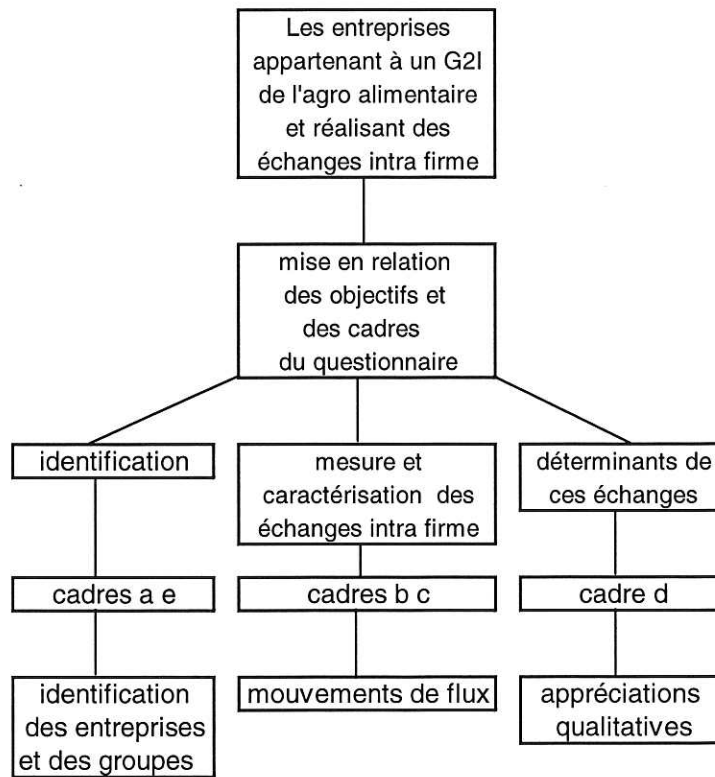 Les entreprises
appartenant à un G2I
de l'agro alimentaire
et réalisant des
échanges intra firme
mise en relation
des objectifs et
des cadres
du questionnaire
identification
mesure et
caractérisation des
échanges intra firme
déterminants de
ces échanges
cadres a e
cadres b c
cadre d
identification
des entreprises
et des groupes
mouvements de flux
appréciations
qualitatives